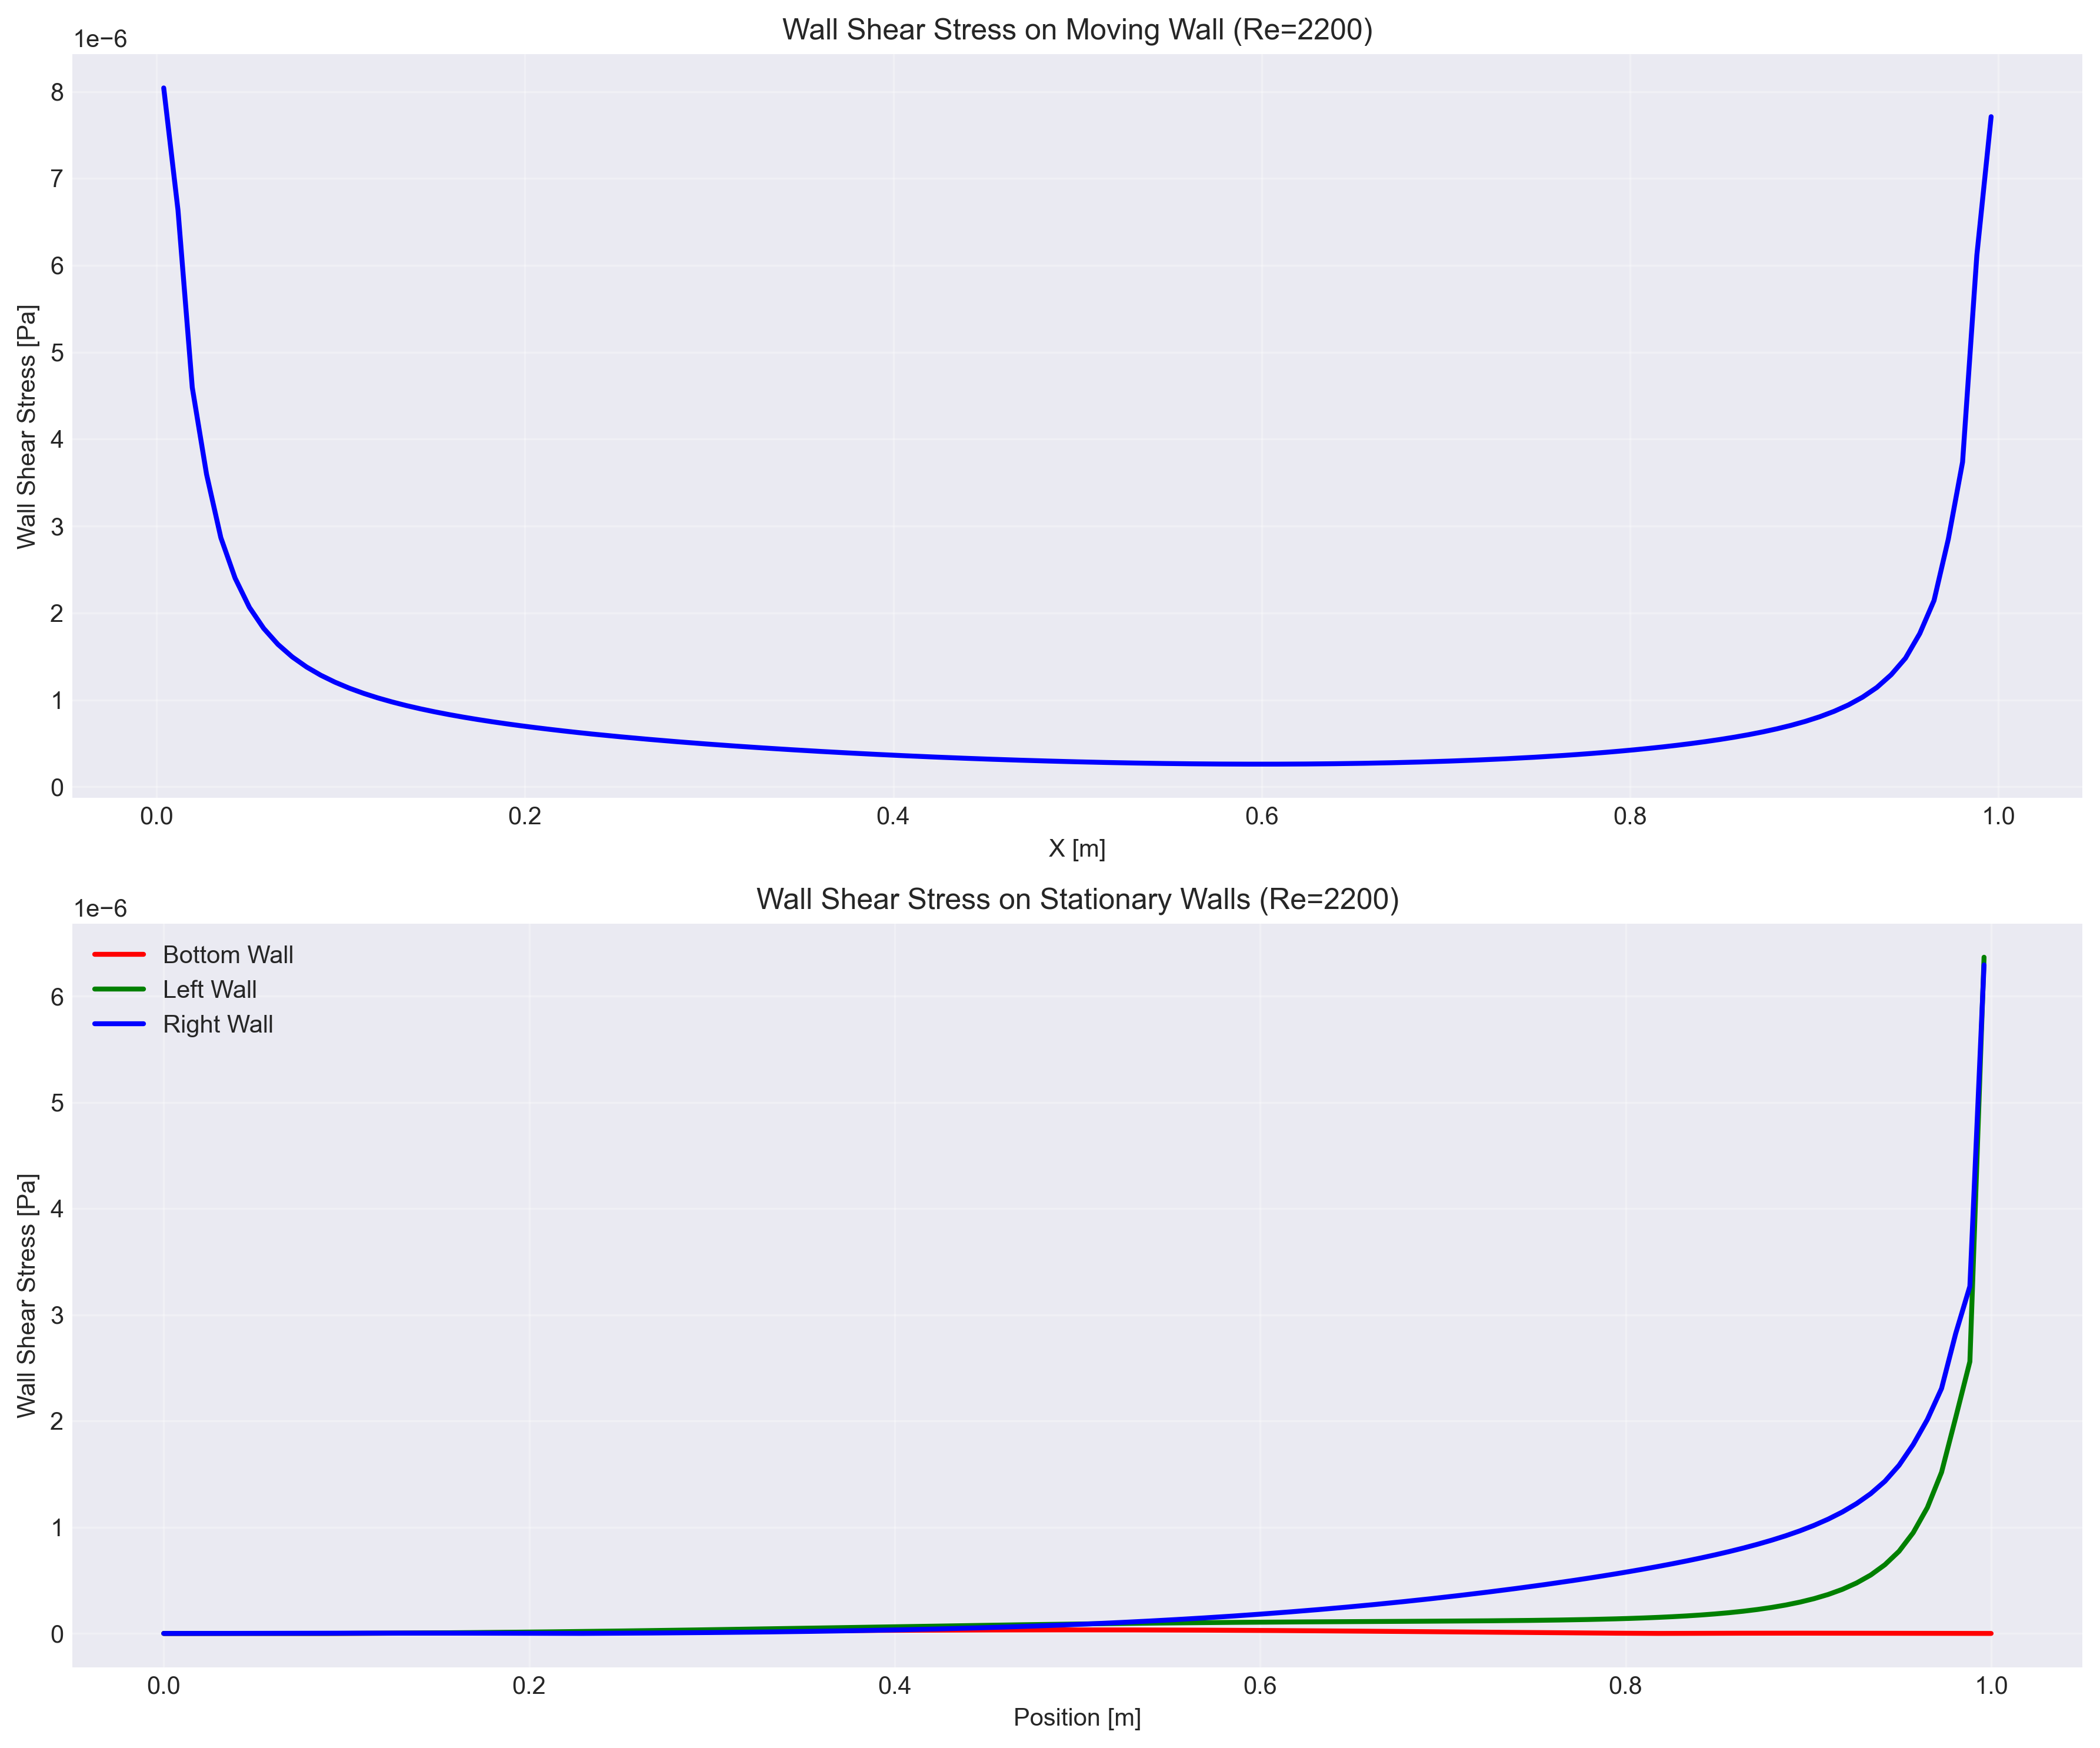 Wall Shear Stress on Moving Wall (Re=2200)
1e−6
8
7
6
5
4
3
2
1
0
Wall Shear Stress [Pa]
0.0 0.2 0.4 0.6 0.8 1.0
X [m]
Wall Shear Stress on Stationary Walls (Re=2200)
1e−6
Bottom Wall
Left Wall
Right Wall
6
5
4
3
2
1
0
Wall Shear Stress [Pa]
0.0 0.2 0.4 0.6 0.8 1.0
Position [m]